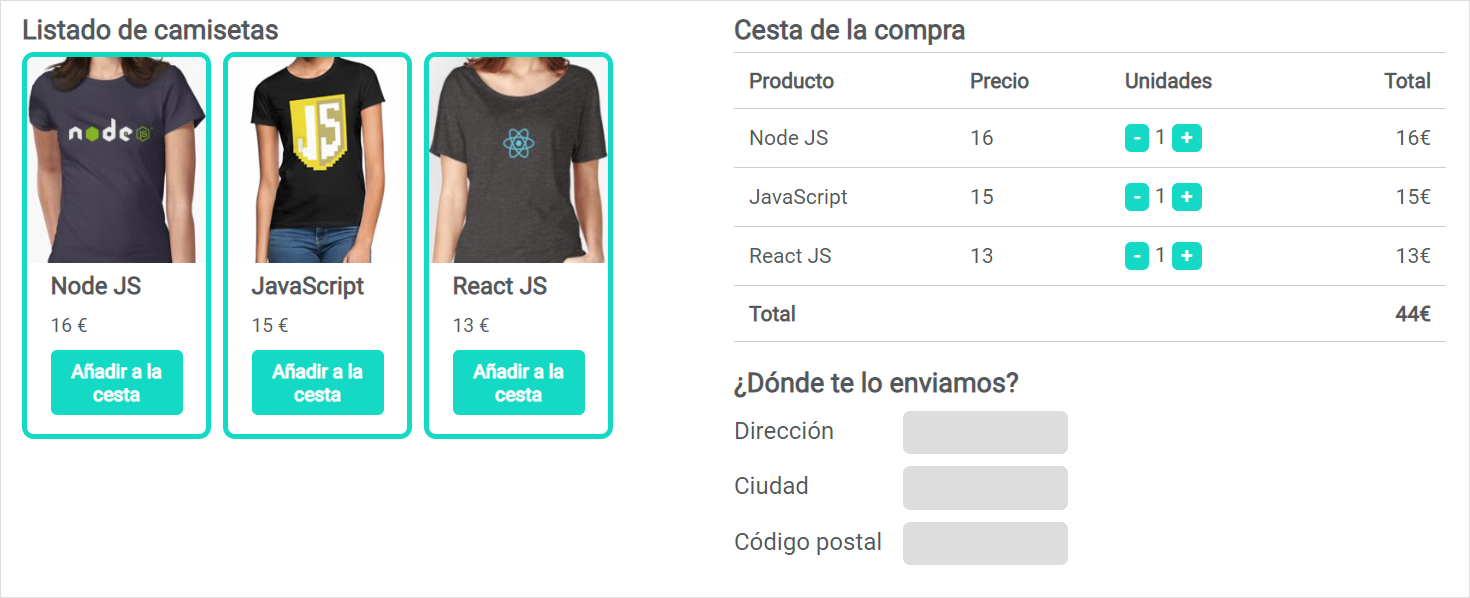 Listado de camisetas
node JS
JS
Node JS
16 €
Añadir a la
cesta
JavaScript
15 €
Añadir a la
cesta
React JS
13 €
Añadir a la
cesta
Cesta de la compra
Producto Precio Unidades Total
Node JS 16 - 1 + 16€
JavaScript 15 - 1 + 15€
React JS 13 - 1 + 13€
Total 44€
¿Dónde te lo enviamos?
Dirección
Ciudad
Código postal